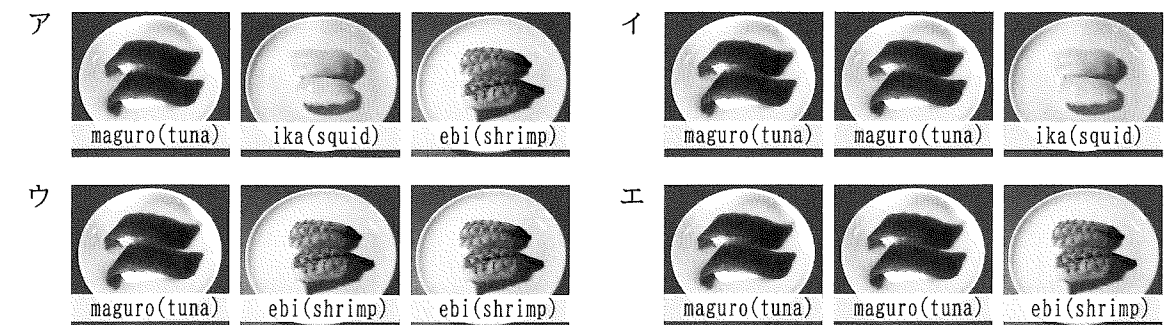 ア maguro(tuna) ika(squid) ebi(shrimp)
イ maguro(tuna) maguro(tuna) ika(squid)
ウ maguro(tuna) ebi(shrimp) ebi(shrimp)
エ maguro(tuna) maguro(tuna) ebi(shrimp)